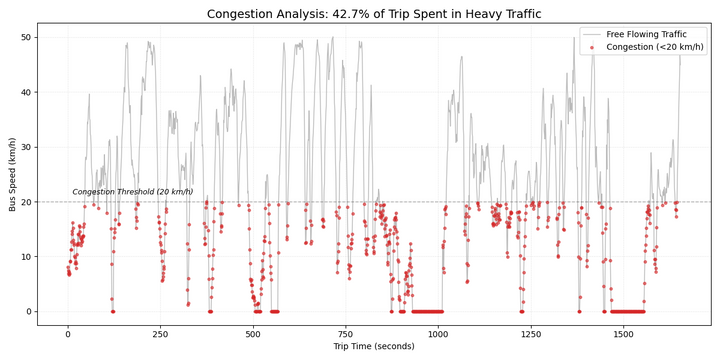 Congestion Analysis: 42.7% of Trip Spent in Heavy Traffic
Free Flowing Traffic
Congestion (<20 km/h)
Congestion Threshold (20 km/h)
Bus Speed (km/h)
50
40
30
20
10
0
0 250 500 750 1000 1250 1500
Trip Time (seconds)